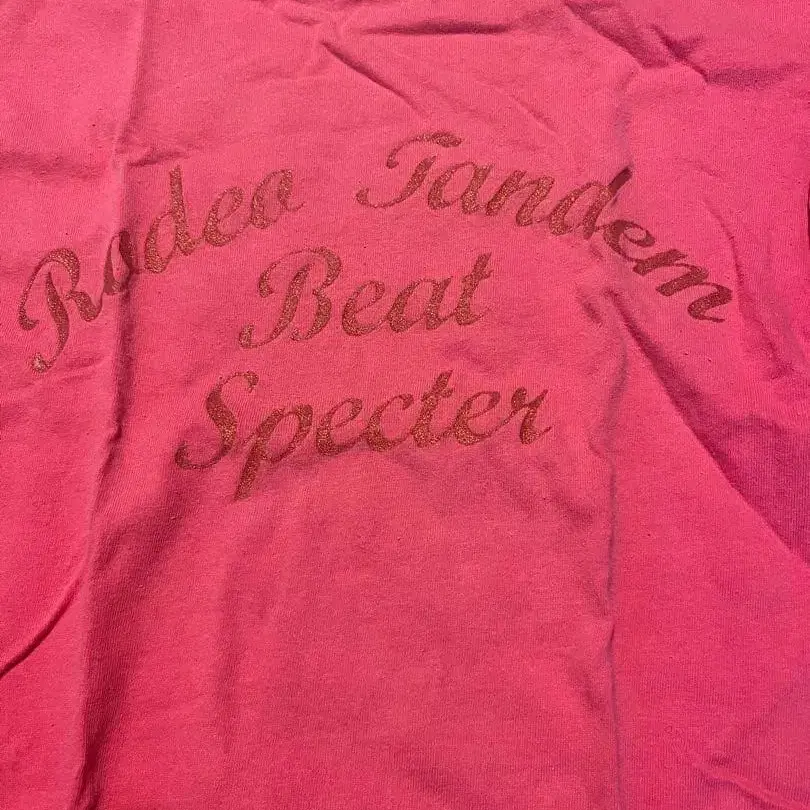 Rodeo Tandem
Beat
Specter